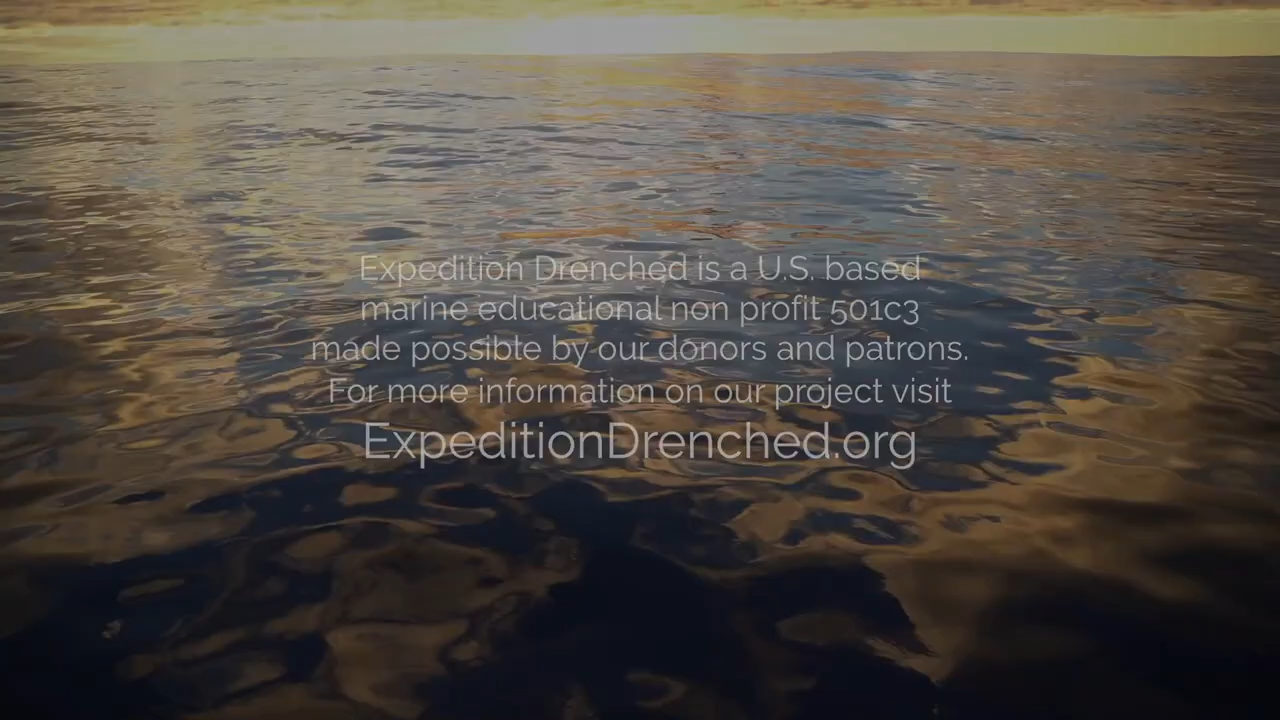 Expedition Drenched is a U.S. based
marine educational non profit 501c3
made possible by our donors and patrons.
For more information on our project visit
ExpeditionDrenched.org